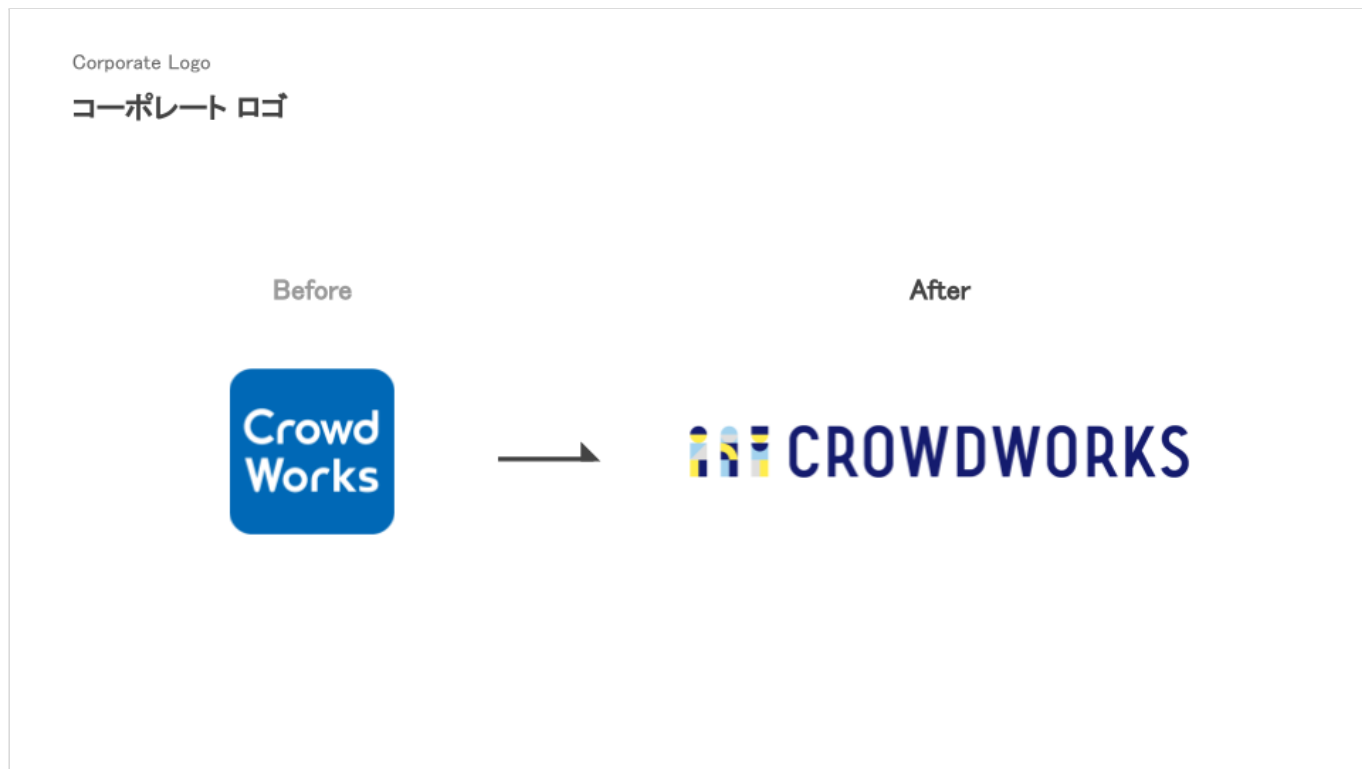 Corporate Logo
コーポレート ロゴ
Before
After
Crowd
Works
CROWDWORKS